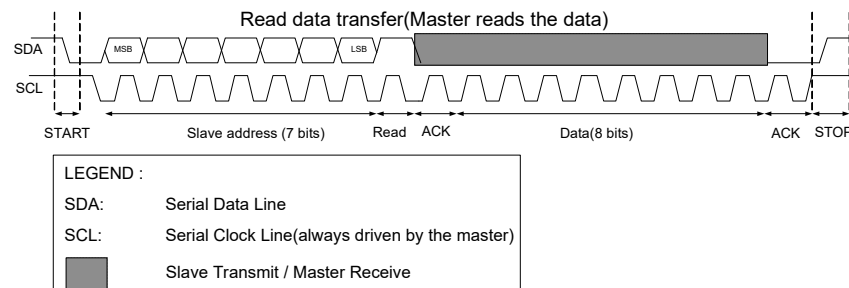 Read data transfer(Master reads the data)
SDA
MSB
LSB
SCL
START
Slave address (7 bits)
Read
ACK
Data(8 bits)
ACK
STOP
LEGEND :
SDA: Serial Data Line
SCL: Serial Clock Line(always driven by the master)
Slave Transmit / Master Receive